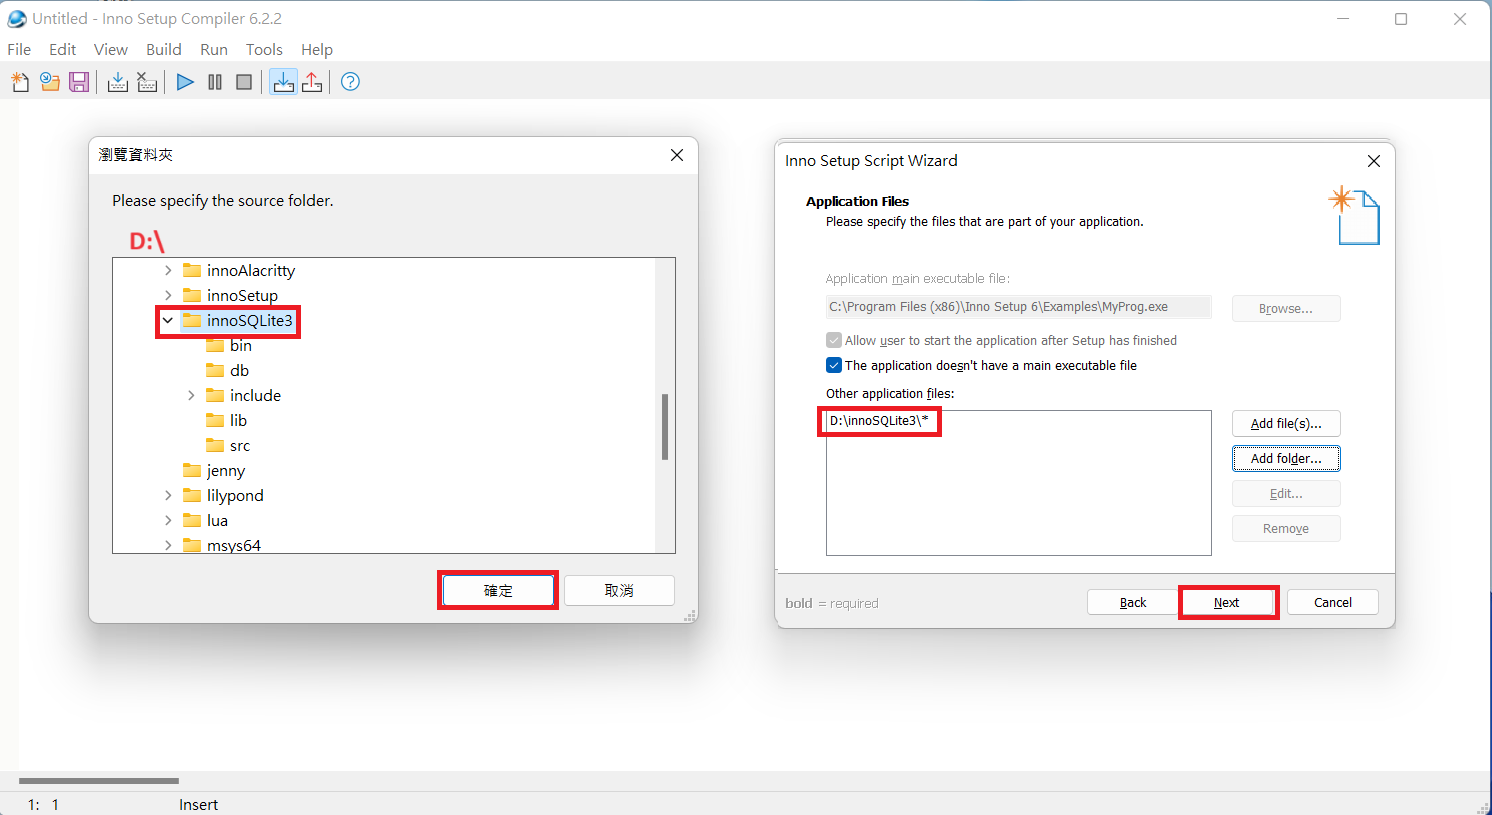 Untitled - Inno Setup Compiler 6.2.2
File Edit View Build Run Tools Help
瀏覽資料夾
Please specify the source folder.
D:\
innoAlacritty
innoSetup
innoSQLite3
bin
db
include
lib
src
jenny
lilypond
lua
msys64
確定
取消
Inno Setup Script Wizard
Application Files
Please specify the files that are part of your application.
Application main executable file:
C:\Program Files (x86)\Inno Setup 6\Examples\MyProg.exe
Browse...
Allow user to start the application after Setup has finished
The application doesn't have a main executable file
Other application files:
D:\innoSQLite3\*
Add file(s)...
Add folder...
Edit...
Remove
bold = required
Back
Next
Cancel
1: 1
Insert